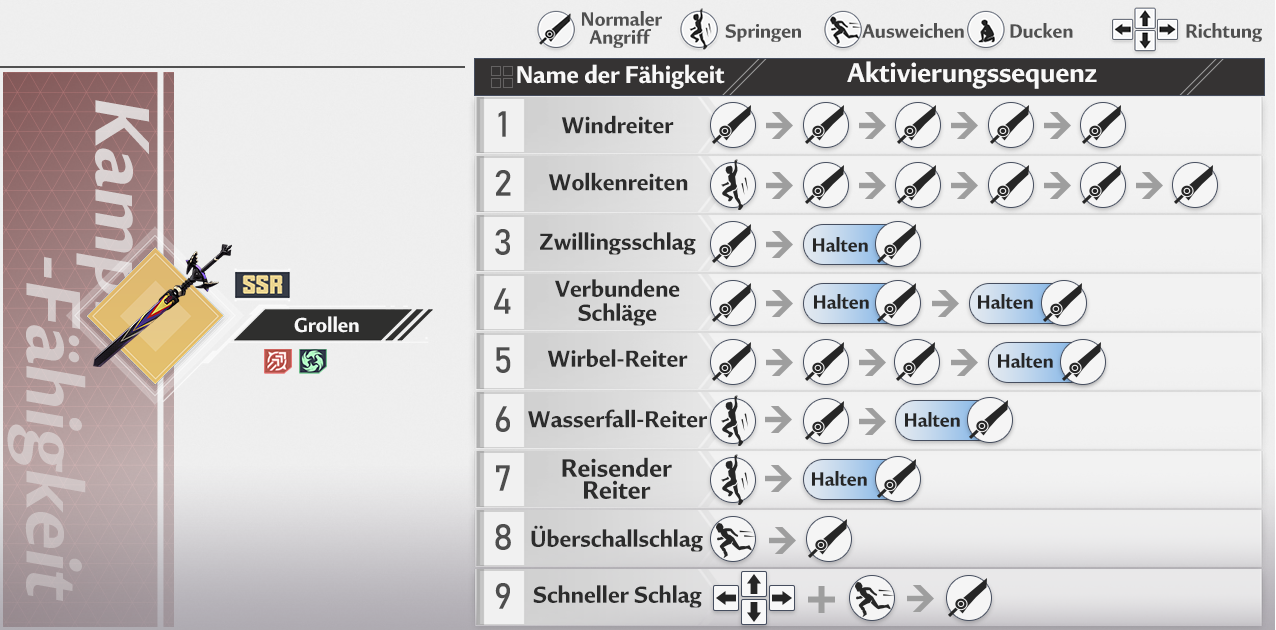 Normaler
Angriff
Springen
Ausweichen
Ducken
Richtung
Name der Fähigkeit
Aktivierungssequenz
Kampf
-Fähigkeit
SSR
Grollen
1 Windreiter
2 Wolkenreiten
3 Zwillingsschlag Halten
4 Verbundene
Schläge Halten Halten
5 Wirbel-Reiter Halten
6 Wasserfall-Reiter Halten
7 Reisender
Reiter Halten
8 Überschallschlag
9 Schneller Schlag